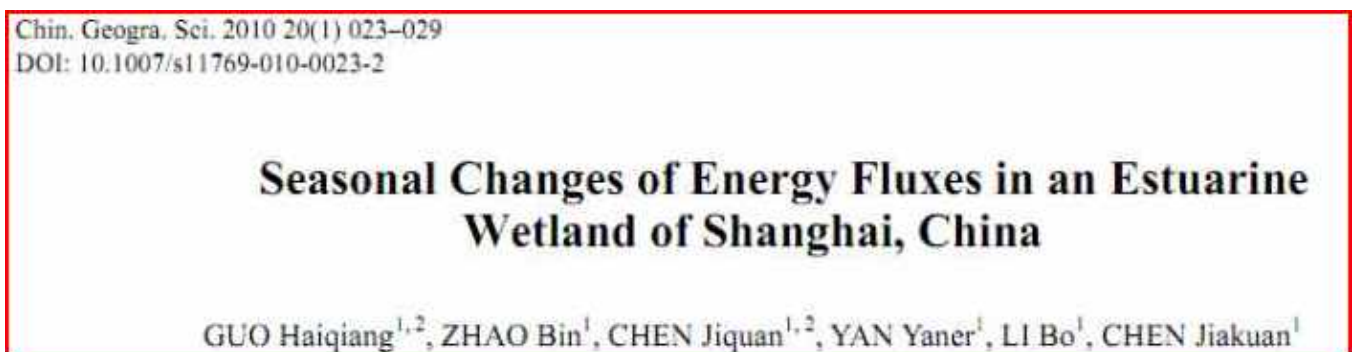 Chin. Geogra. Sci. 2010 20(1) 023–029
DOI: 10.1007/s11769-010-0023-2
Seasonal Changes of Energy Fluxes in an Estuarine
Wetland of Shanghai, China
GUO Haiqiang1, 2, ZHAO Bin1, CHEN Jiquan1, 2, YAN Yaner1, LI Bo1, CHEN Jiakuan1